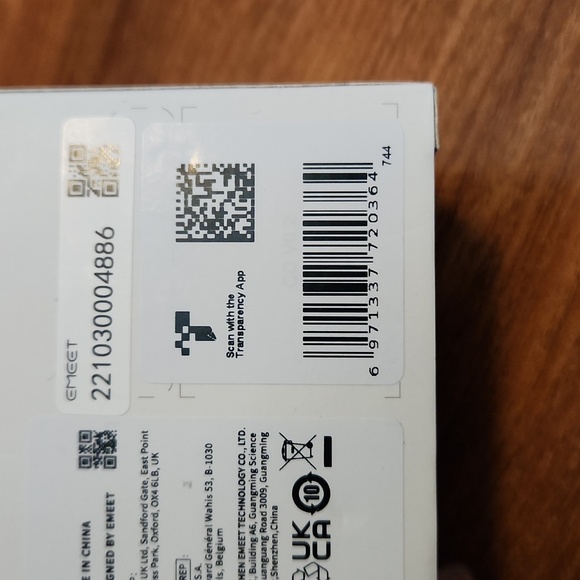 EMEET
221030004886
Scan with the
Transparency App
6 971337 720364
744
E IN CHINA
GNED BY EMEET
UK Ltd, Sandford Gate, East Point
ss Park, Oxford, OX4 6LB, UK
REP
S.A.
ard Général Wahis 53, B-1030
ls, Belgium
HEN EMEET TECHNOLOGY CO., LTD.
Building A6, Guangming Science
uanguang Road 3009, Guangming
,Shenzhen,China
10
UK
CA